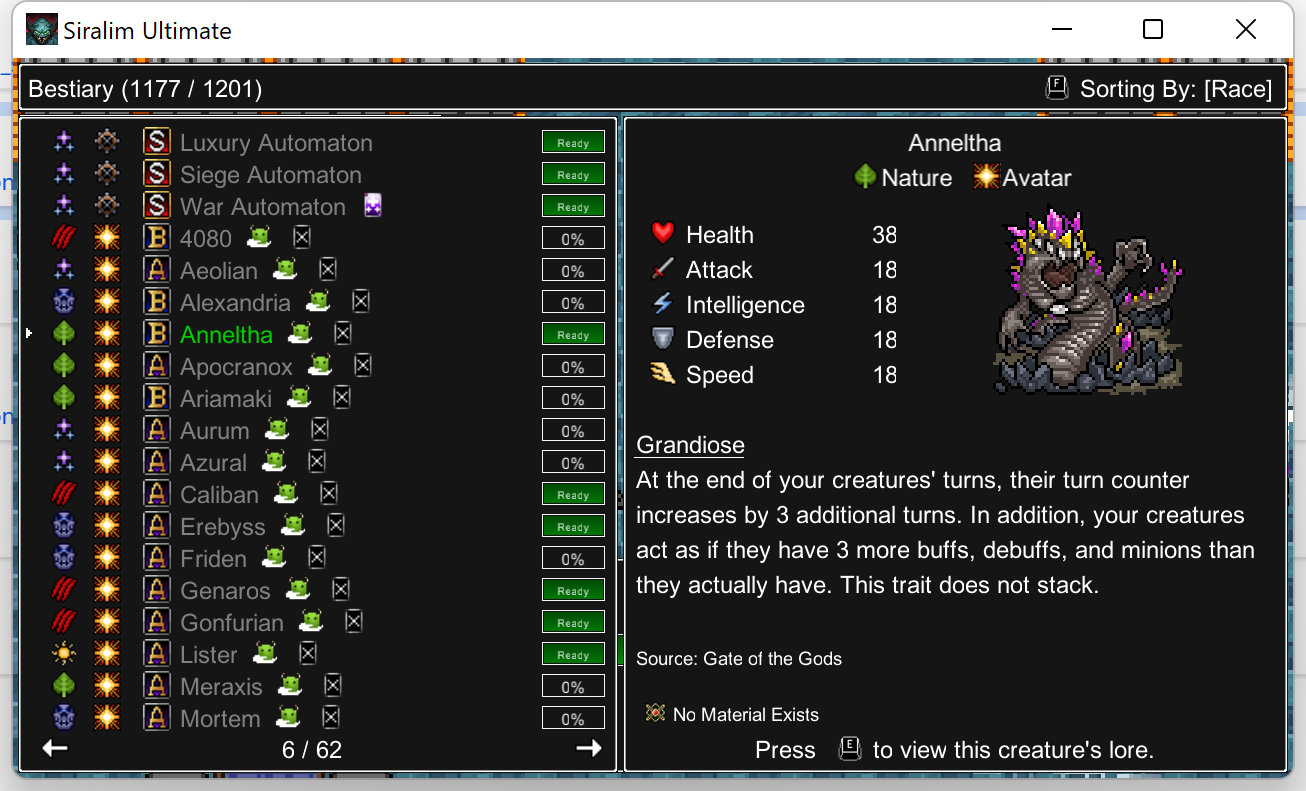 Siralim Ultimate
Bestiary (1177 / 1201)
F
Sorting By: [Race]
S Luxury Automaton Ready
S Siege Automaton Ready
S War Automaton Ready
B 4080 0%
A Aeolian 0%
B Alexandria 0%
B Anneltha Ready
A Apocranox 0%
B Ariamaki 0%
A Aurum 0%
A Azural 0%
A Caliban Ready
A Erebyss Ready
A Friden 0%
A Genaros Ready
A Gonfurian Ready
A Lister Ready
A Meraxis 0%
A Mortem 0%
6 / 62
Anneltha
Nature Avatar
Health 38
Attack 18
Intelligence 18
Defense 18
Speed 18
Grandiose
At the end of your creatures' turns, their turn counter
increases by 3 additional turns. In addition, your creatures
act as if they have 3 more buffs, debuffs, and minions than
they actually have. This trait does not stack.
Source: Gate of the Gods
No Material Exists
Press E to view this creature's lore.